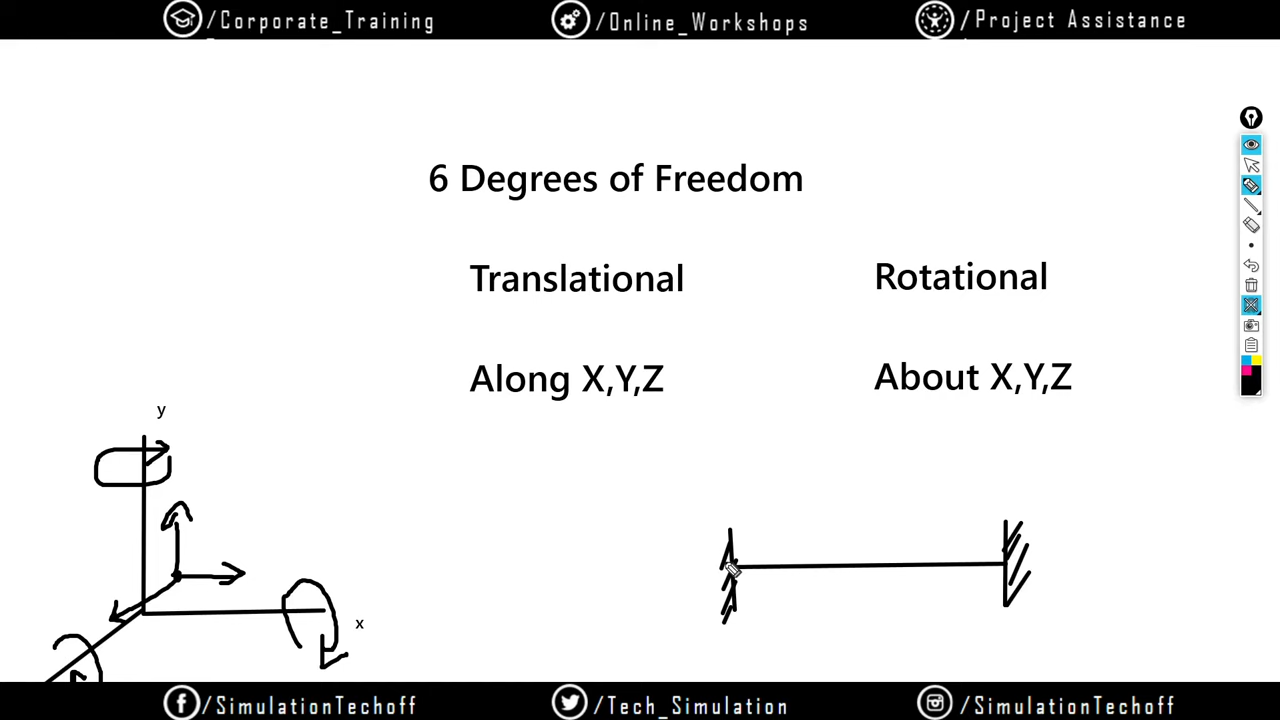 /Corporate_Training
/Online_Workshops
/Project Assistance
6 Degrees of Freedom
Translational
Rotational
Along X,Y,Z
About X,Y,Z
y
x
/SimulationTechoff
/Tech_Simulation
/SimulationTechoff